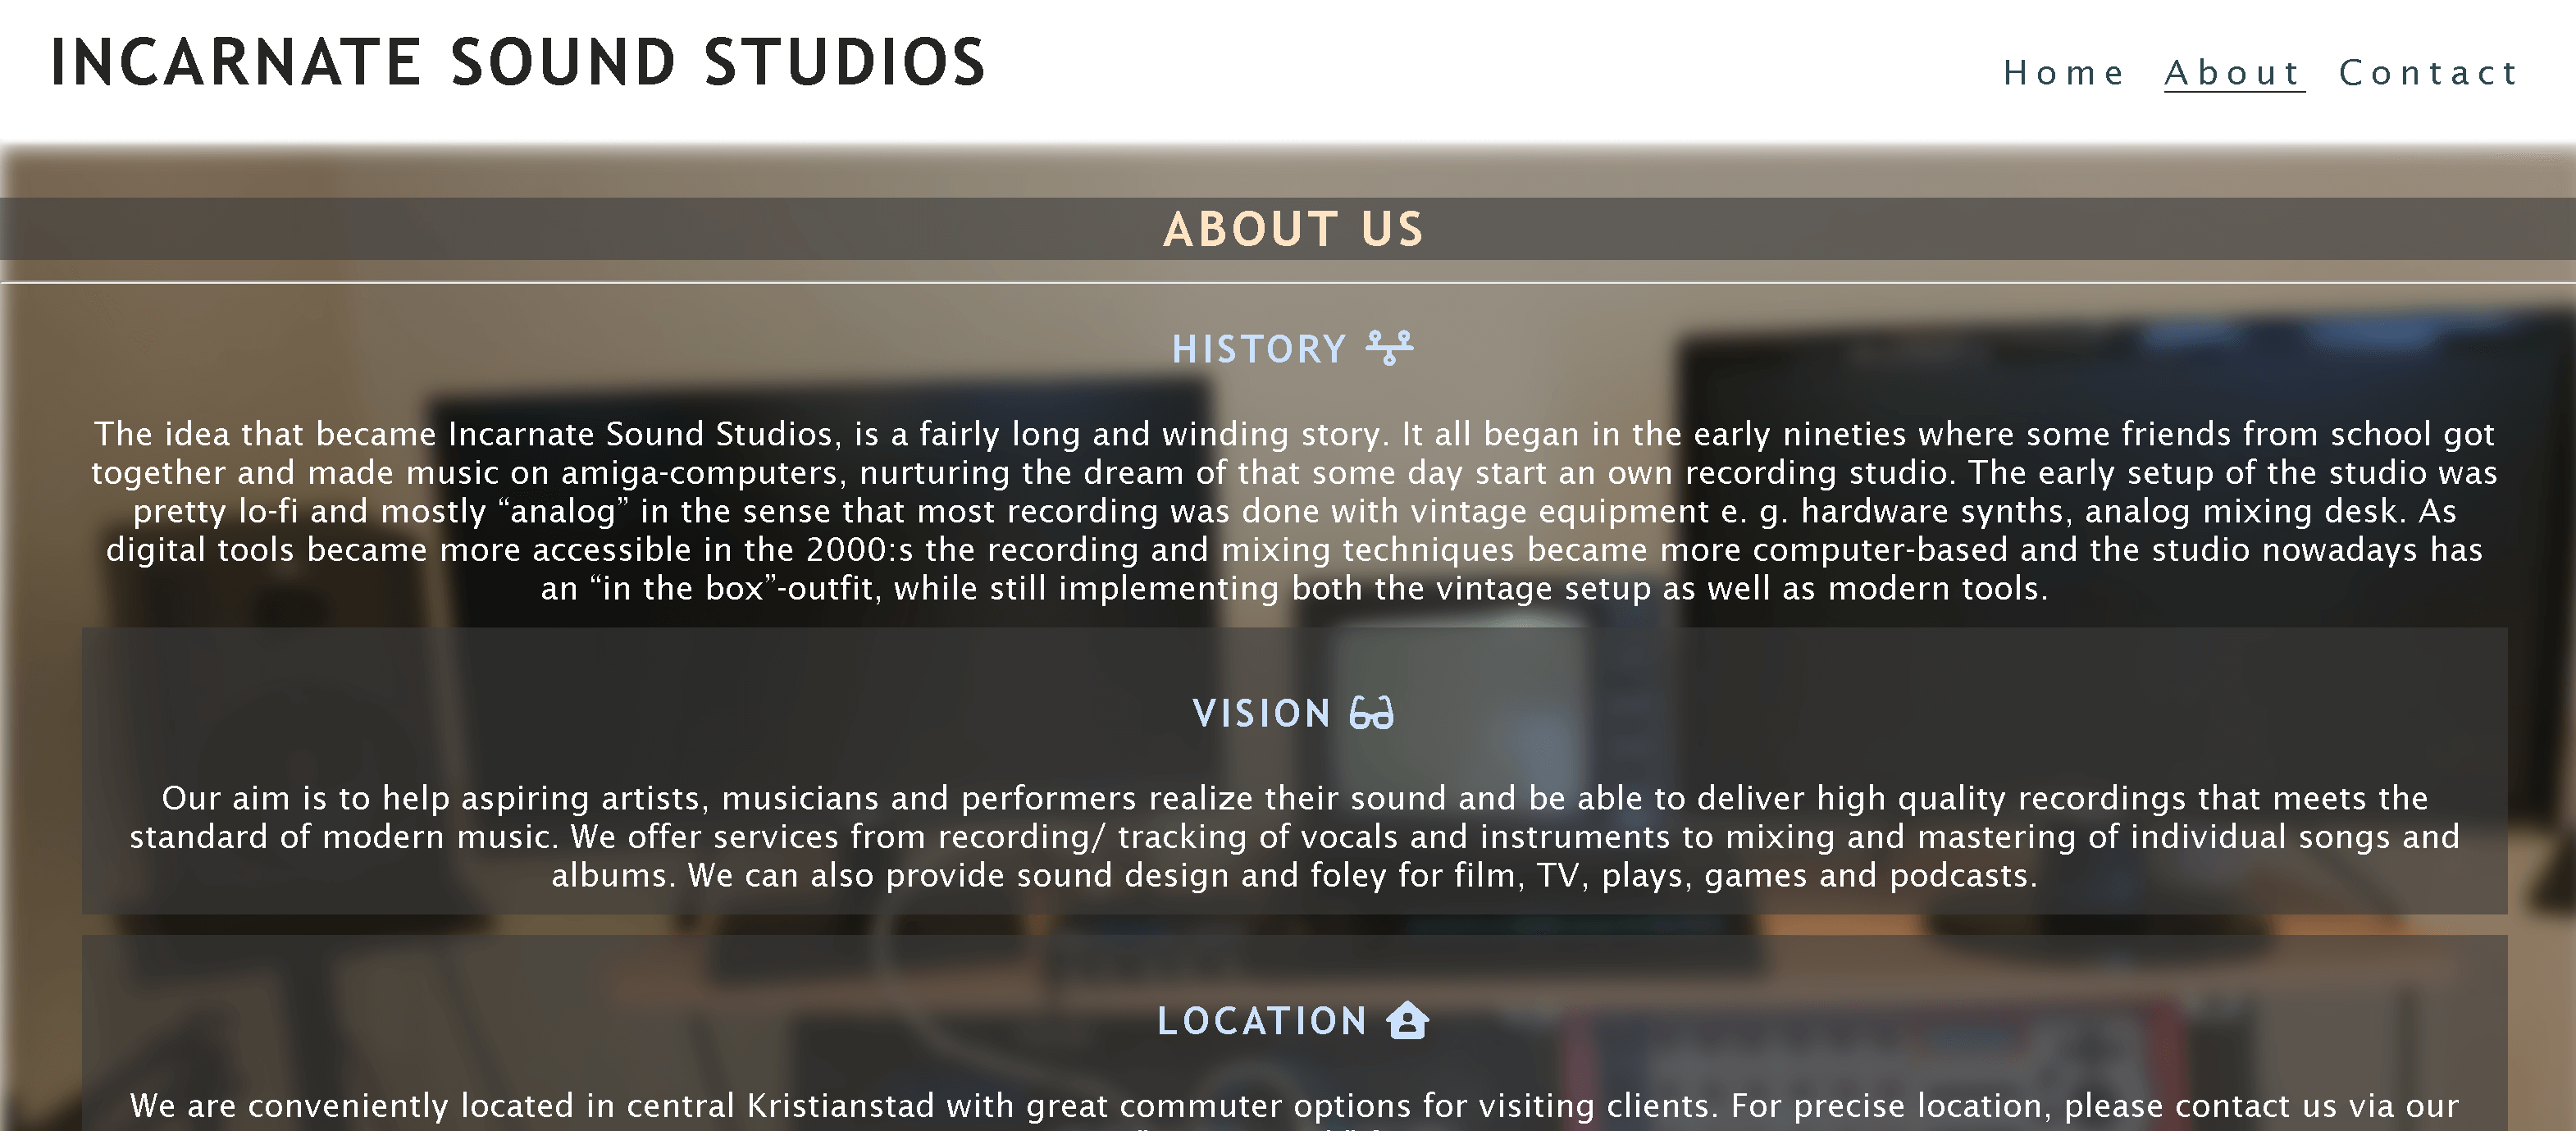 INCARNATE SOUND STUDIOS
Home About Contact
ABOUT US
HISTORY
The idea that became Incarnate Sound Studios, is a fairly long and winding story. It all began in the early nineties where some friends from school got
together and made music on amiga-computers, nurturing the dream of that some day start an own recording studio. The early setup of the studio was
pretty lo-fi and mostly “analog” in the sense that most recording was done with vintage equipment e. g. hardware synths, analog mixing desk. As
digital tools became more accessible in the 2000:s the recording and mixing techniques became more computer-based and the studio nowadays has
an “in the box”-outfit, while still implementing both the vintage setup as well as modern tools.
VISION
Our aim is to help aspiring artists, musicians and performers realize their sound and be able to deliver high quality recordings that meets the
standard of modern music. We offer services from recording/ tracking of vocals and instruments to mixing and mastering of individual songs and
albums. We can also provide sound design and foley for film, TV, plays, games and podcasts.
LOCATION
We are conveniently located in central Kristianstad with great commuter options for visiting clients. For precise location, please contact us via our